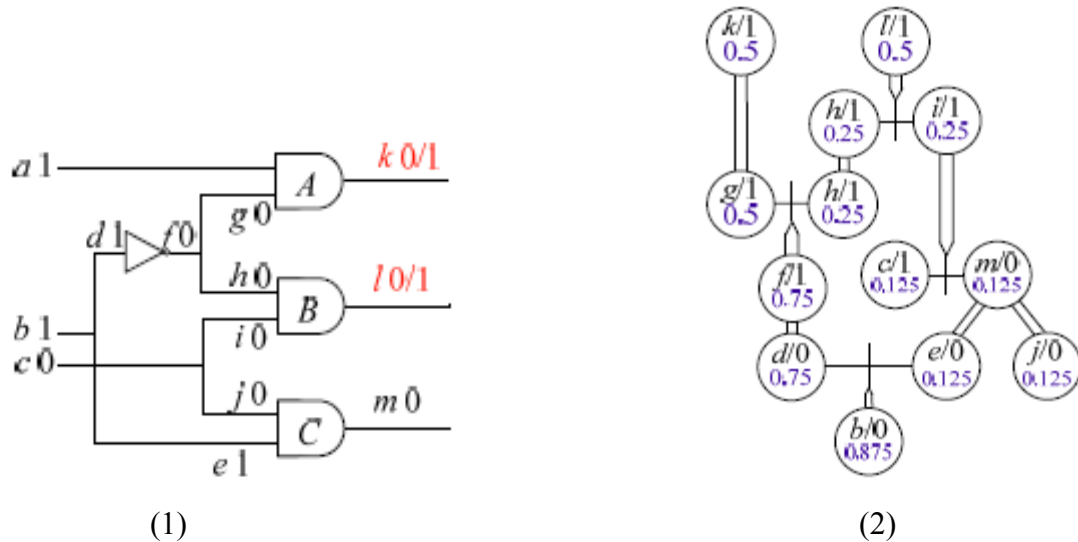 a 1
d 1
f 0
b 1
c 0
g 0
h 0
i 0
j 0
e 1
A
B
C
k 0/1
l 0/1
m 0
(1)
k/1
0.5
l/1
0.5
h/1
0.25
i/1
0.25
g/1
0.5
h/1
0.25
f/1
0.75
c/1
0.125
m/0
0.125
d/0
0.75
e/0
0.125
j/0
0.125
b/0
0.875
(2)